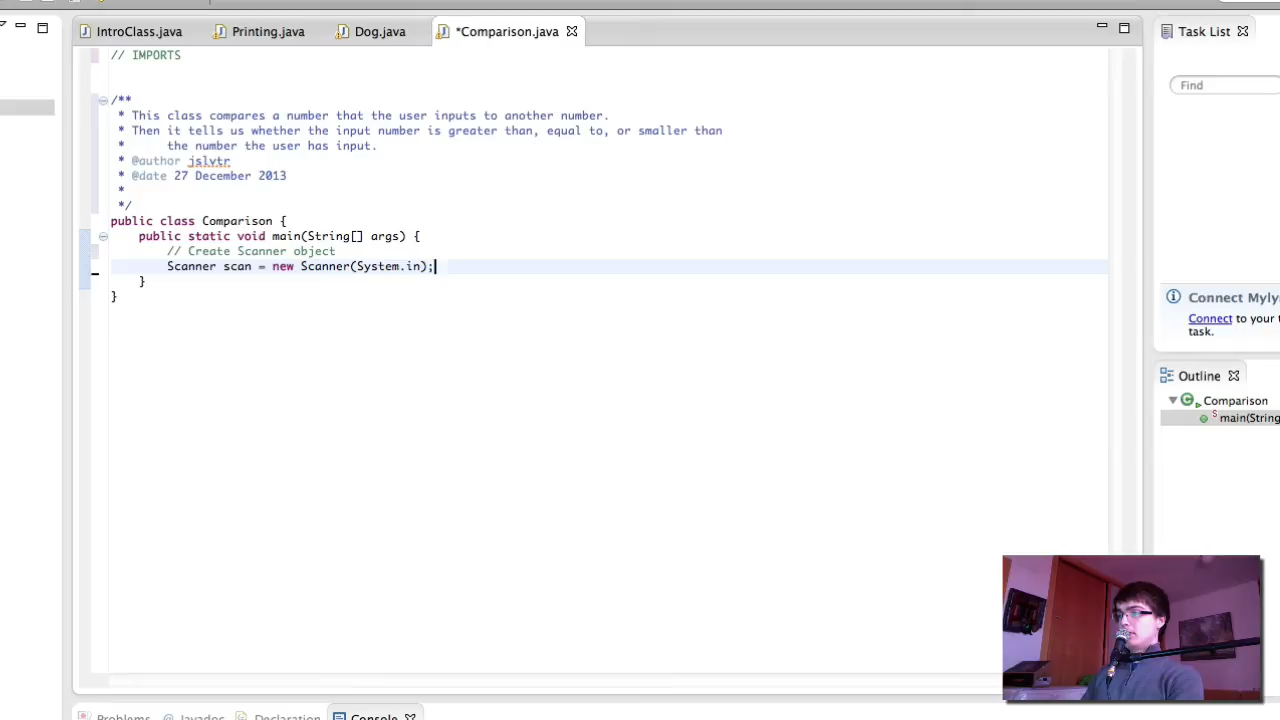 IntroClass.java Printing.java Dog.java *Comparison.java
Task List
// IMPORTS
Find
/**
* This class compares a number that the user inputs to another number.
* Then it tells us whether the input number is greater than, equal to, or smaller than
* the number the user has input.
* @author jslvtr
* @date 27 December 2013
*
*/
public class Comparison {
public static void main(String[] args) {
// Create Scanner object
Scanner scan = new Scanner(System.in);
}
}
Connect Myly
Connect to your t
task.
Outline
Comparison
main(String
Problems @ Javadoc Declaration Console